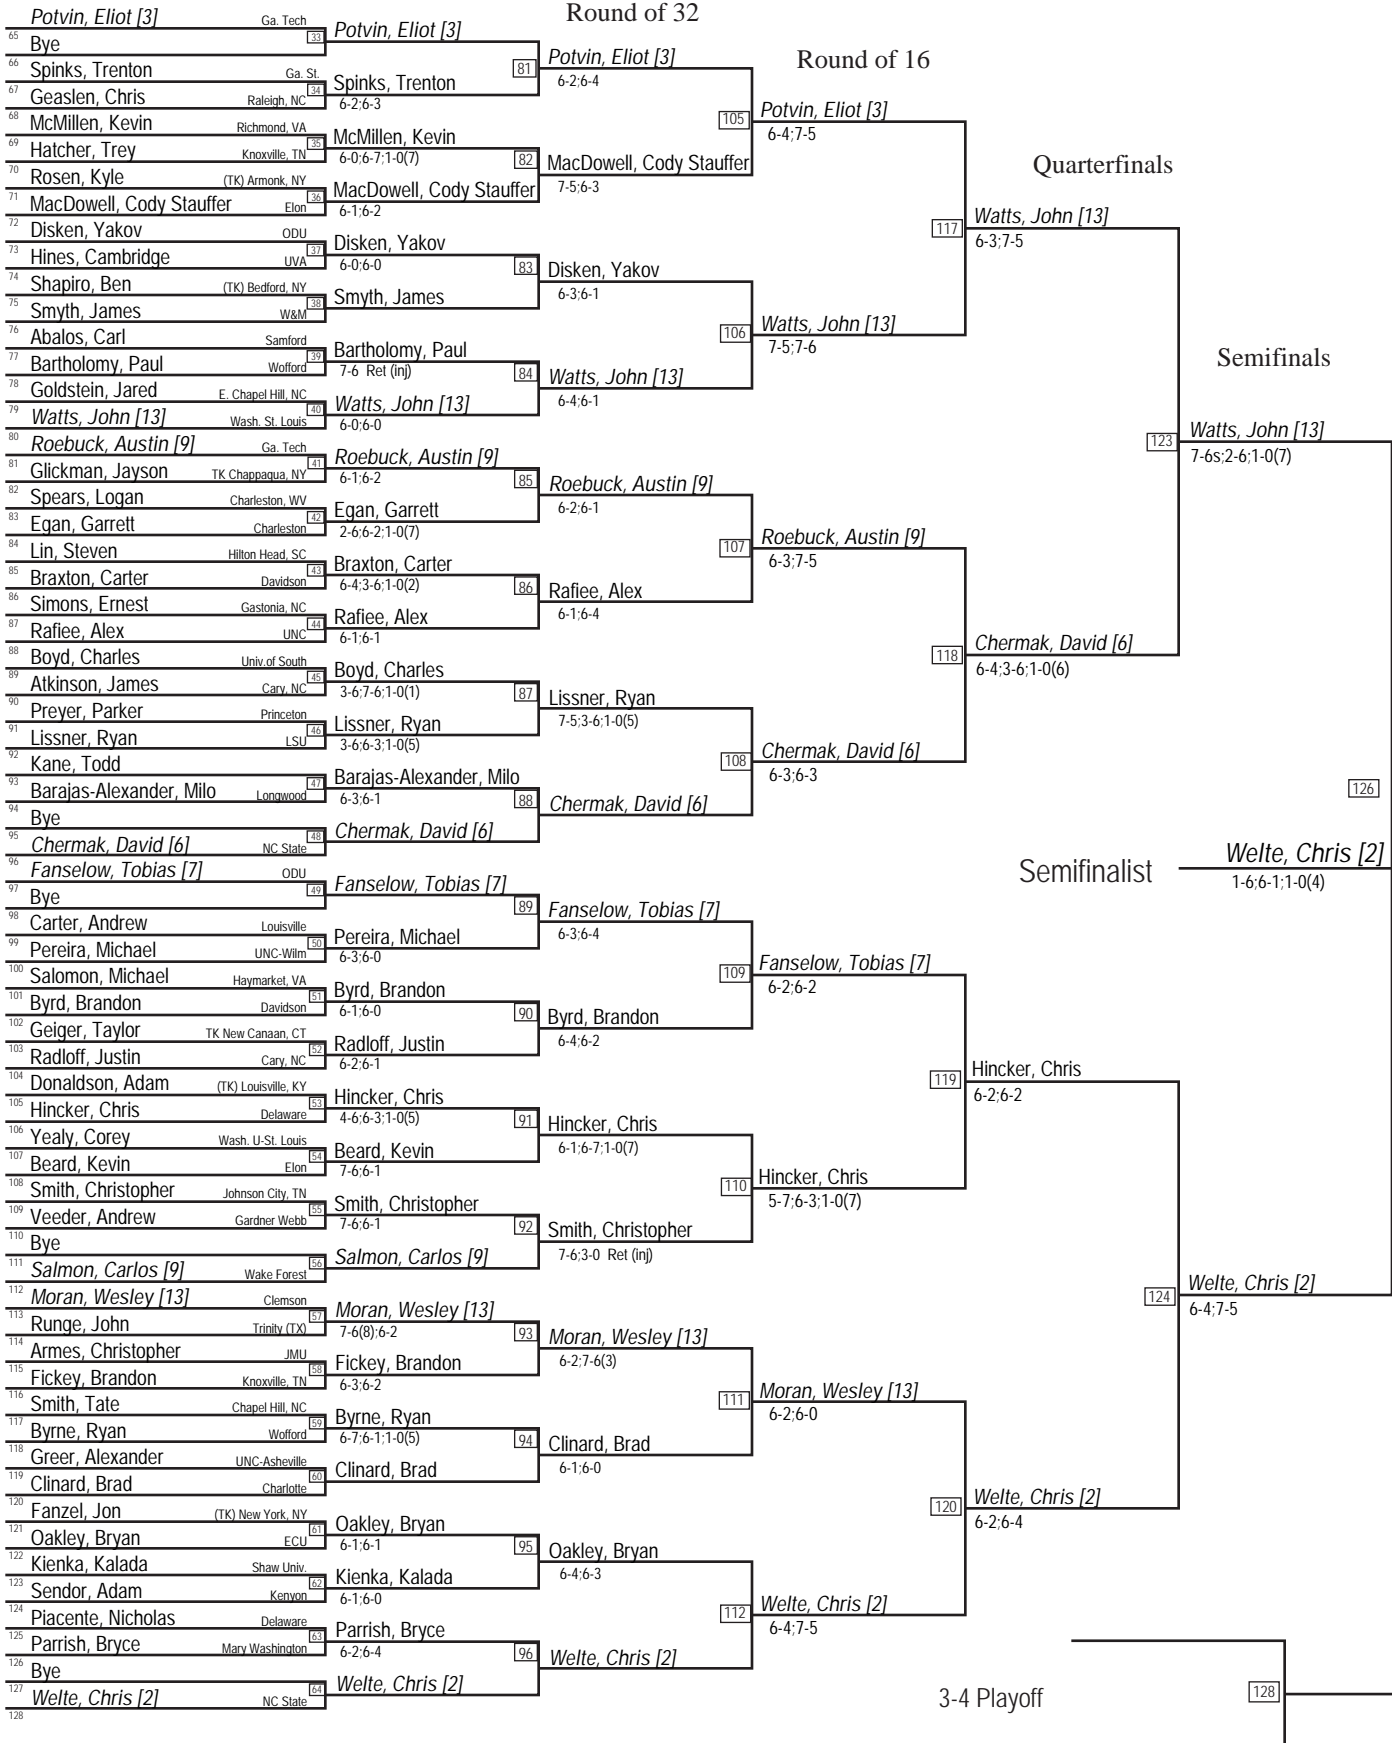 Round of 32
Round of 16
Quarterfinals
Semifinals
Potvin, Eliot [3] Ga. Tech
65 Bye
66 Spinks, Trenton Ga. St.
67 Geaslen, Chris Raleigh, NC
68 McMillen, Kevin Richmond, VA
69 Hatcher, Trey Knoxville, TN
70 Rosen, Kyle (TK) Armonk, NY
71 MacDowell, Cody Stauffer Elon
72 Disken, Yakov ODU
73 Hines, Cambridge UVA
74 Shapiro, Ben (TK) Bedford, NY
75 Smyth, James W&M
76 Abalos, Carl Samford
77 Bartholomy, Paul Wofford
78 Goldstein, Jared E. Chapel Hill, NC
79 Watts, John [13] Wash. St. Louis
80 Roebuck, Austin [9] Ga. Tech
81 Glickman, Jayson TK Chappaqua, NY
82 Spears, Logan Charleston, WV
83 Egan, Garrett Charleston
84 Lin, Steven Hilton Head, SC
85 Braxton, Carter Davidson
86 Simons, Ernest Gastonia, NC
87 Rafiee, Alex UNC
88 Boyd, Charles Univ.of South
89 Atkinson, James Cary, NC
90 Preyer, Parker Princeton
91 Lissner, Ryan LSU
92 Kane, Todd
93 Barajas-Alexander, Milo Longwood
94 Bye
95 Chermak, David [6] NC State
96 Fanselow, Tobias [7] ODU
97 Bye
98 Carter, Andrew Louisville
99 Pereira, Michael UNC-Wilm
100 Salomon, Michael Haymarket, VA
101 Byrd, Brandon Davidson
102 Geiger, Taylor TK New Canaan, CT
103 Radloff, Justin Cary, NC
104 Donaldson, Adam (TK) Louisville, KY
105 Hincker, Chris Delaware
106 Yealy, Corey Wash. U-St. Louis
107 Beard, Kevin Elon
108 Smith, Christopher Johnson City, TN
109 Veeder, Andrew Gardner Webb
110 Bye
111 Salmon, Carlos [9] Wake Forest
112 Moran, Wesley [13] Clemson
113 Runge, John Trinity (TX)
114 Armes, Christopher JMU
115 Fickey, Brandon Knoxville, TN
116 Smith, Tate Chapel Hill, NC
117 Byrne, Ryan Wofford
118 Greer, Alexander UNC-Asheville
119 Clinard, Brad Charlotte
120 Fanzel, Jon (TK) New York, NY
121 Oakley, Bryan ECU
122 Kienka, Kalada Shaw Univ.
123 Sendor, Adam Kenyon
124 Piacente, Nicholas Delaware
125 Parrish, Bryce Mary Washington
126 Bye
127 Welte, Chris [2] NC State
128
33 Potvin, Eliot [3]
34 Spinks, Trenton
6-2;6-3
35 McMillen, Kevin
6-0;6-7;1-0(7)
36 MacDowell, Cody Stauffer
6-1;6-2
37 Disken, Yakov
6-0;6-0
38 Smyth, James
39 Bartholomy, Paul
7-6 Ret (inj)
40 Watts, John [13]
6-0;6-0
41 Roebuck, Austin [9]
6-1;6-2
42 Egan, Garrett
2-6;6-2;1-0(7)
43 Braxton, Carter
6-4;3-6;1-0(2)
44 Rafiee, Alex
6-1;6-1
45 Boyd, Charles
3-6;7-6;1-0(1)
46 Lissner, Ryan
3-6;6-3;1-0(5)
47 Barajas-Alexander, Milo
6-3;6-1
48 Chermak, David [6]
49 Fanselow, Tobias [7]
50 Pereira, Michael
6-3;6-0
51 Byrd, Brandon
6-1;6-0
52 Radloff, Justin
6-2;6-1
53 Hincker, Chris
4-6;6-3;1-0(5)
54 Beard, Kevin
7-6;6-1
55 Smith, Christopher
7-6;6-1
56 Salmon, Carlos [9]
57 Moran, Wesley [13]
7-6(8);6-2
58 Fickey, Brandon
6-3;6-2
59 Byrne, Ryan
6-7;6-1;1-0(5)
60 Clinard, Brad
61 Oakley, Bryan
6-1;6-1
62 Kienka, Kalada
6-1;6-0
63 Parrish, Bryce
6-2;6-4
64 Welte, Chris [2]
81 Potvin, Eliot [3]
6-2;6-4
82 MacDowell, Cody Stauffer
7-5;6-3
83 Disken, Yakov
6-3;6-1
84 Watts, John [13]
6-4;6-1
85 Roebuck, Austin [9]
6-2;6-1
86 Rafiee, Alex
6-1;6-4
87 Lissner, Ryan
7-5;3-6;1-0(5)
88 Chermak, David [6]
89 Fanselow, Tobias [7]
6-3;6-4
90 Byrd, Brandon
6-4;6-2
91 Hincker, Chris
6-1;6-7;1-0(7)
92 Smith, Christopher
7-6;3-0 Ret (inj)
93 Moran, Wesley [13]
6-2;7-6(3)
94 Clinard, Brad
6-1;6-0
95 Oakley, Bryan
6-4;6-3
96 Welte, Chris [2]
105 Potvin, Eliot [3]
6-4;7-5
106 Watts, John [13]
7-5;7-6
107 Roebuck, Austin [9]
6-3;7-5
108 Chermak, David [6]
6-3;6-3
109 Fanselow, Tobias [7]
6-2;6-2
110 Hincker, Chris
5-7;6-3;1-0(7)
111 Moran, Wesley [13]
6-2;6-0
112 Welte, Chris [2]
6-4;7-5
117 Watts, John [13]
6-3;7-5
118 Chermak, David [6]
6-4;3-6;1-0(6)
119 Hincker, Chris
6-2;6-2
120 Welte, Chris [2]
6-2;6-4
123 Watts, John [13]
7-6s;2-6;1-0(7)
124 Welte, Chris [2]
6-4;7-5
126
Semifinalist Welte, Chris [2]
1-6;6-1;1-0(4)
3-4 Playoff 128